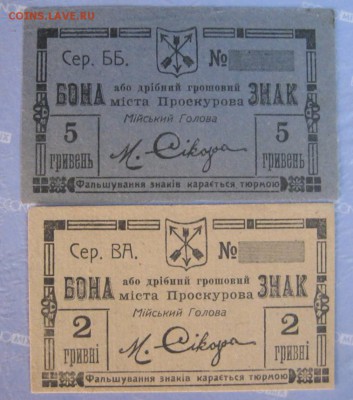 COINS.LAVE.RU
Сер. ББ. №
БОНА або дрібний грошовий ЗНАК
міста Проскурова
Мійський Голова
5 гривень
М. Сікора
5 гривень
Фальшування знаків карається тюрмою
Сер. ВА. №
БОНА або дрібний грошовий ЗНАК
міста Проскурова
Мійський Голова
2 гривні
М. Сікора
2 гривні
Фальшування знаків карається тюрмою